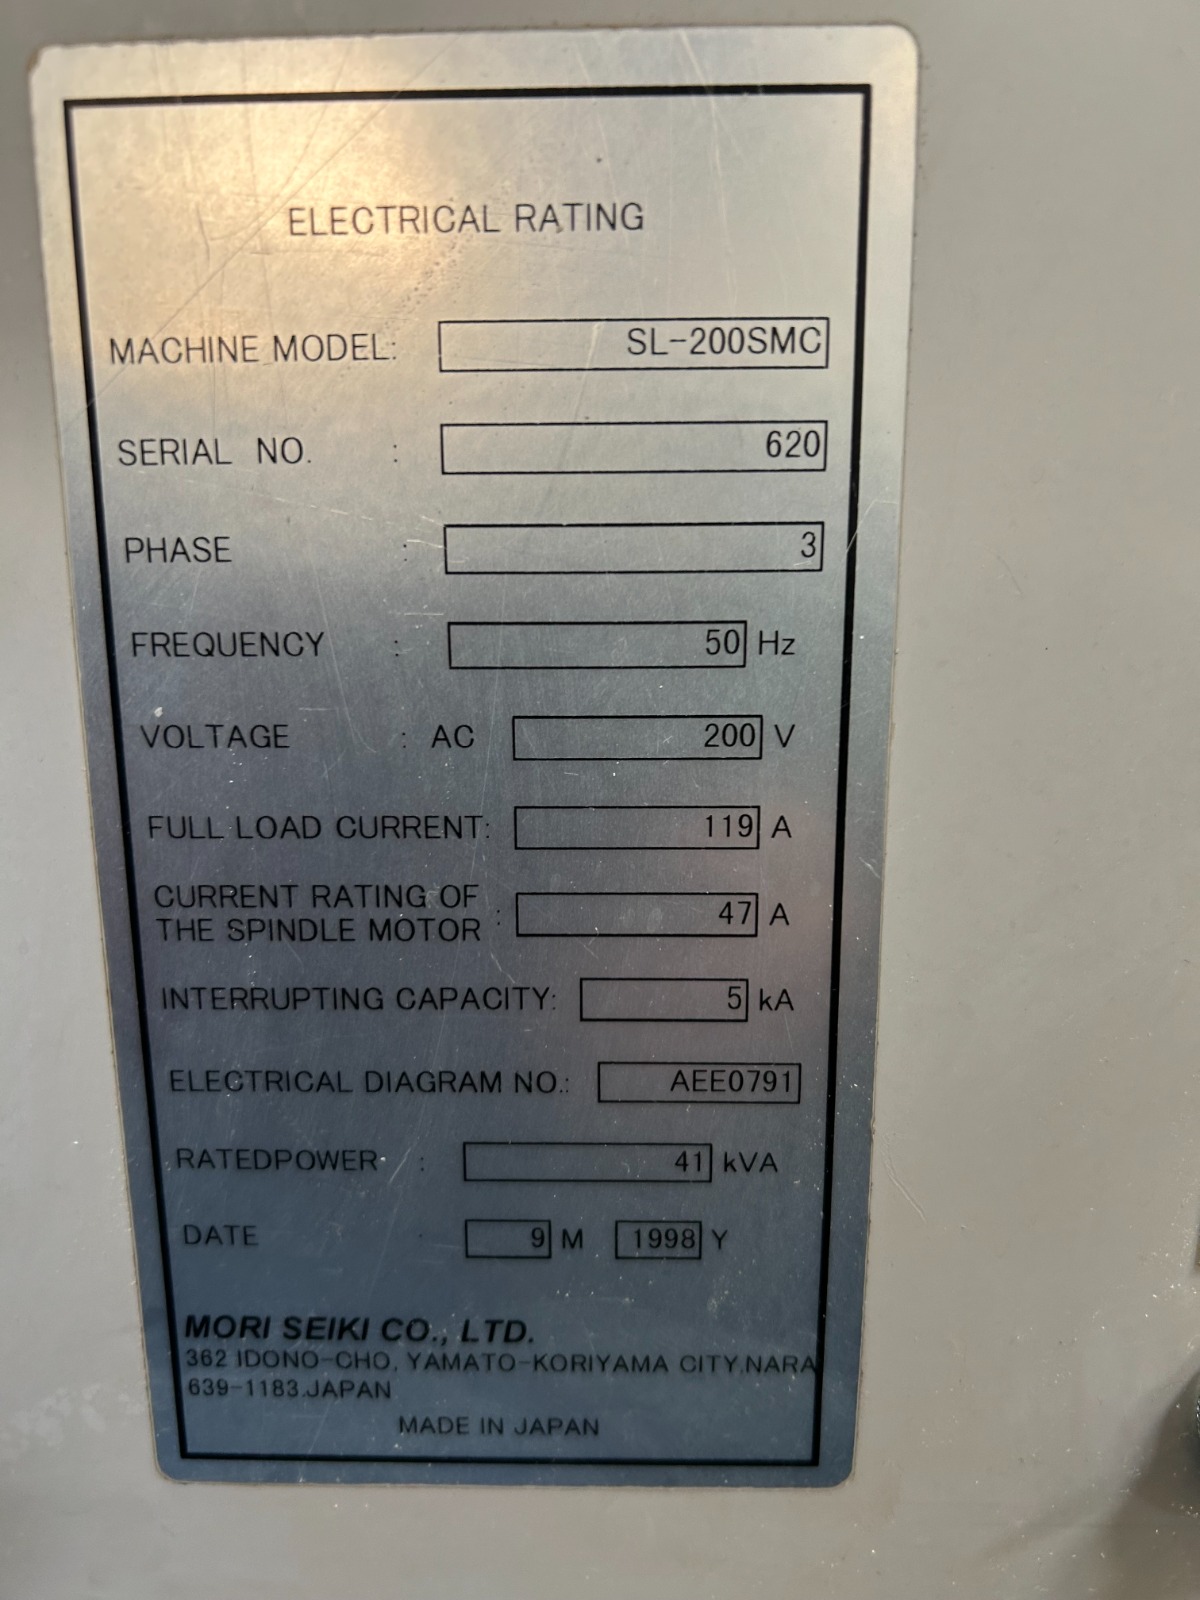 ELECTRICAL RATING
MACHINE MODEL: SL-200SMC
SERIAL NO. : 620
PHASE : 3
FREQUENCY : 50 Hz
VOLTAGE : AC 200 V
FULL LOAD CURRENT: 119 A
CURRENT RATING OF
THE SPINDLE MOTOR : 47 A
INTERRUPTING CAPACITY: 5 kA
ELECTRICAL DIAGRAM NO.: AEE0791
RATEDPOWER : 41 kVA
DATE : 9 M 1998 Y
MORI SEIKI CO., LTD.
362 IDONO-CHO, YAMATO-KORIYAMA CITY,NARA
639-1183.JAPAN
MADE IN JAPAN